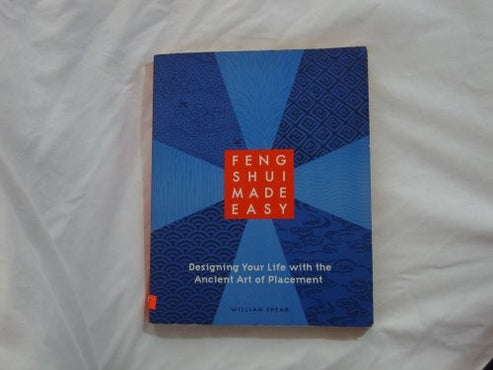 FENG
SHUI
MADE
EASY
Designing Your Life with the
Ancient Art of Placement
WILLIAM SPEAR